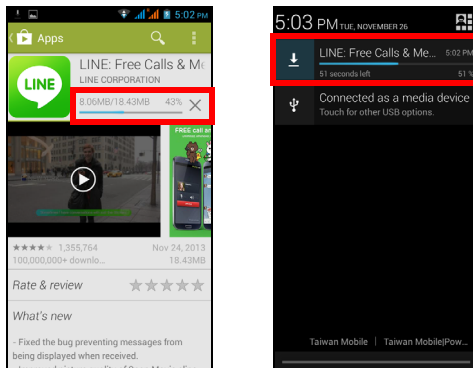 5:02 PM
Apps
LINE
LINE: Free Calls & Me
LINE CORPORATION
8.06MB/18.43MB 43%
FREE call an
1,355,764 Nov 24, 2013
100,000,000+ downlo... 18.43MB
Rate & review
What's new
- Fixed the bug preventing messages from
being displayed when received.
5:03 PM TUE, NOVEMBER 26
LINE: Free Calls & Me... 5:02 PM
51 seconds left 51 %
Connected as a media device
Touch for other USB options.
Taiwan Mobile | Taiwan Mobile|Pow...